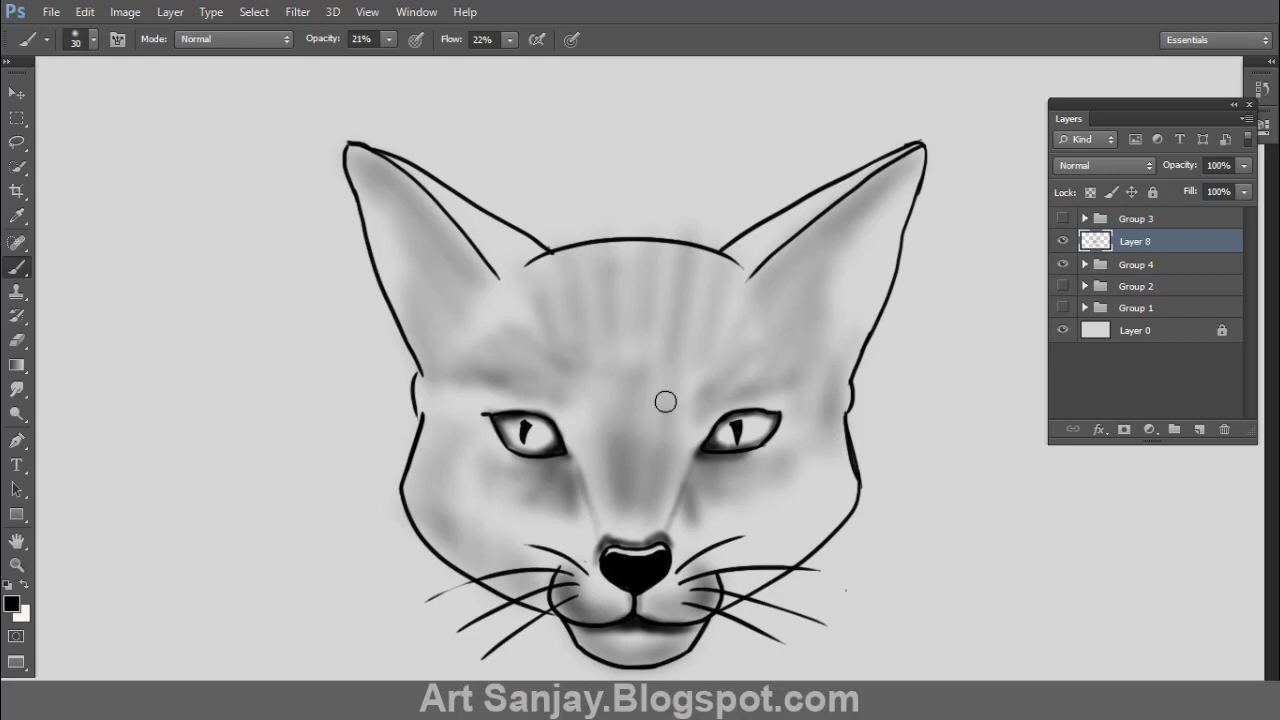 Ps File Edit Image Layer Type Select Filter 3D View Window Help
30 Mode: Normal Opacity: 21% Flow: 22% Essentials
Layers
Kind
Normal Opacity: 100%
Lock: Fill: 100%
Group 3
Layer 8
Group 4
Group 2
Group 1
Layer 0
fx
Art Sanjay.Blogspot.com